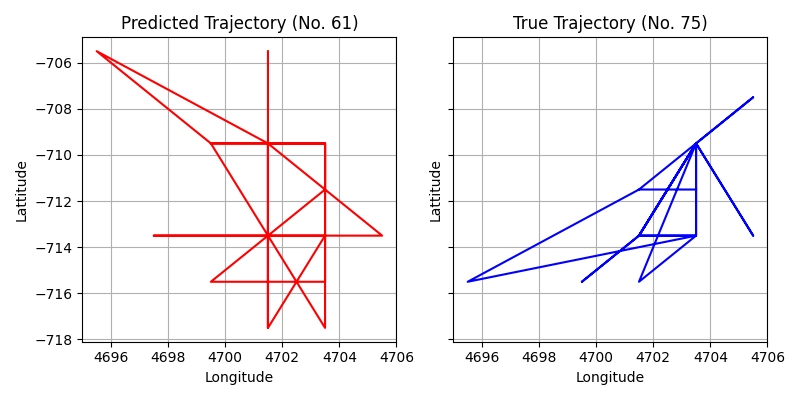 Predicted Trajectory (No. 61)
True Trajectory (No. 75)
Lattitude
−706
−708
−710
−712
−714
−716
−718
4696 4698 4700 4702 4704 4706
Longitude
Lattitude
4696 4698 4700 4702 4704 4706
Longitude